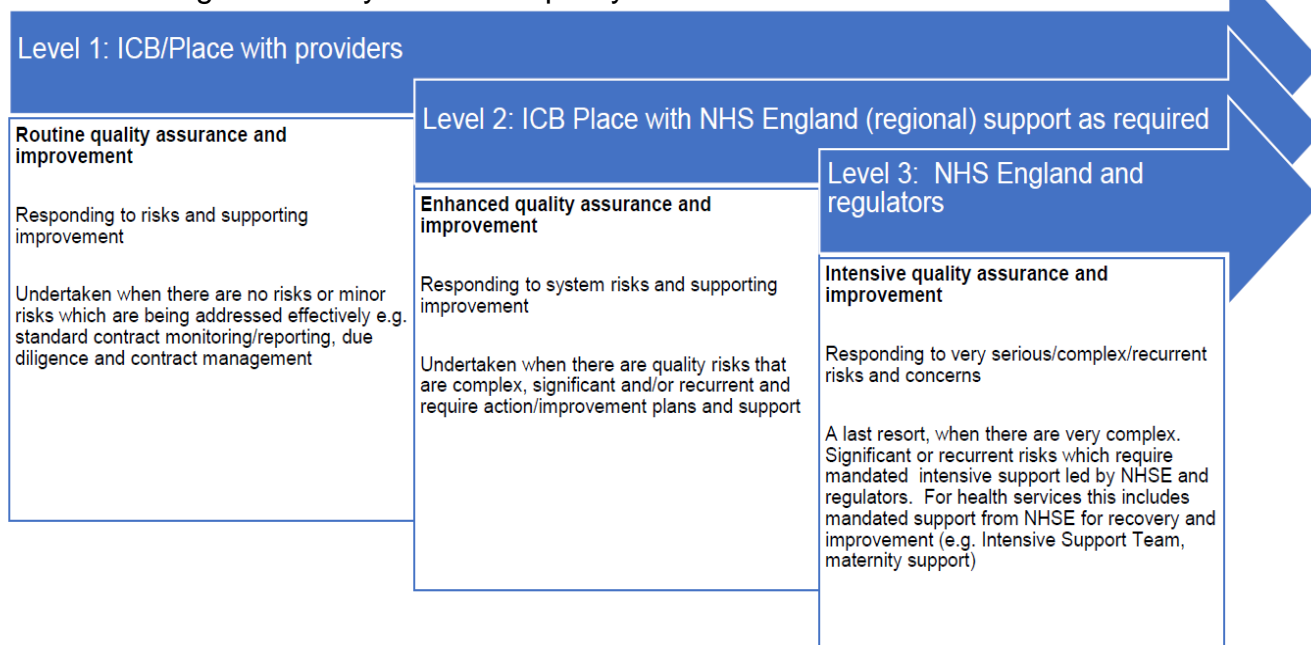 Level 1: ICB/Place with providers
Routine quality assurance and
improvement
Responding to risks and supporting
improvement
Undertaken when there are no risks or minor
risks which are being addressed effectively e.g.
standard contract monitoring/reporting, due
diligence and contract management
Level 2: ICB Place with NHS England (regional) support as required
Enhanced quality assurance and
improvement
Responding to system risks and supporting
improvement
Undertaken when there are quality risks that
are complex, significant and/or recurrent and
require action/improvement plans and support
Level 3: NHS England and
regulators
Intensive quality assurance and
improvement
Responding to very serious/complex/recurrent
risks and concerns
A last resort, when there are very complex.
Significant or recurrent risks which require
mandated intensive support led by NHSE and
regulators. For health services this includes
mandated support from NHSE for recovery and
improvement (e.g. Intensive Support Team,
maternity support)